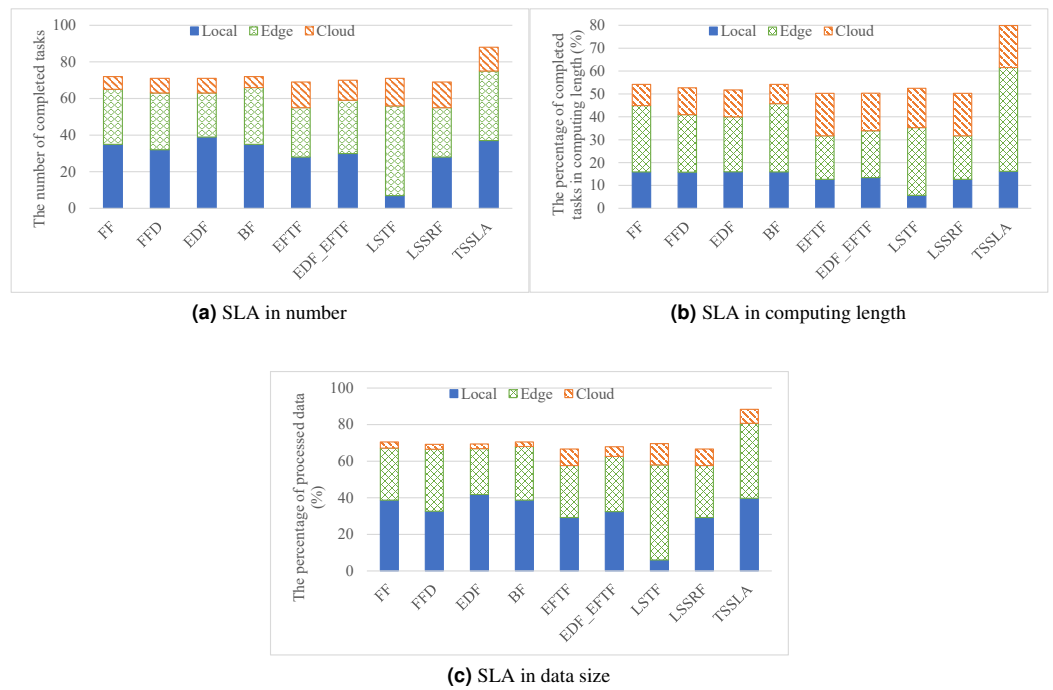 The number of completed tasks
100
80
60
40
20
0
Local Edge Cloud
FF FFD EDF BF EFTF EDF_EFTF LSTF LSSRF TSSLA
(a) SLA in number
The percentage of completed
tasks in computing length (%)
80
70
60
50
40
30
20
10
0
Local Edge Cloud
FF FFD EDF BF EFTF EDF_EFTF LSTF LSSRF TSSLA
(b) SLA in computing length
The percentage of processed data
(%)
100
80
60
40
20
0
Local Edge Cloud
FF FFD EDF BF EFTF EDF_EFTF LSTF LSSRF TSSLA
(c) SLA in data size